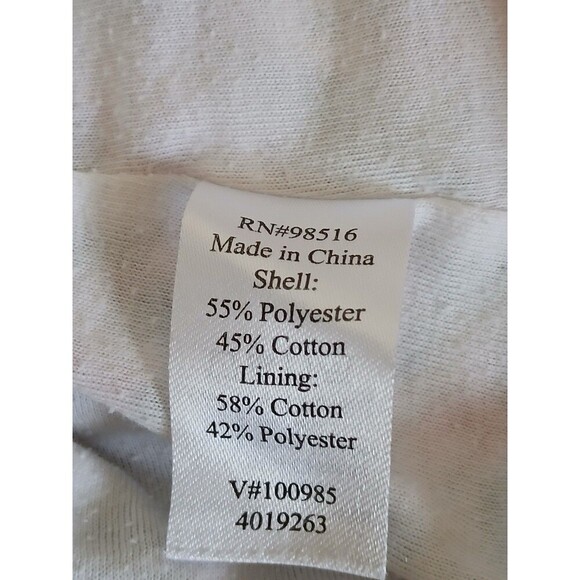 RN#98516
Made in China
Shell:
55% Polyester
45% Cotton
Lining:
58% Cotton
42% Polyester
V#100985
4019263